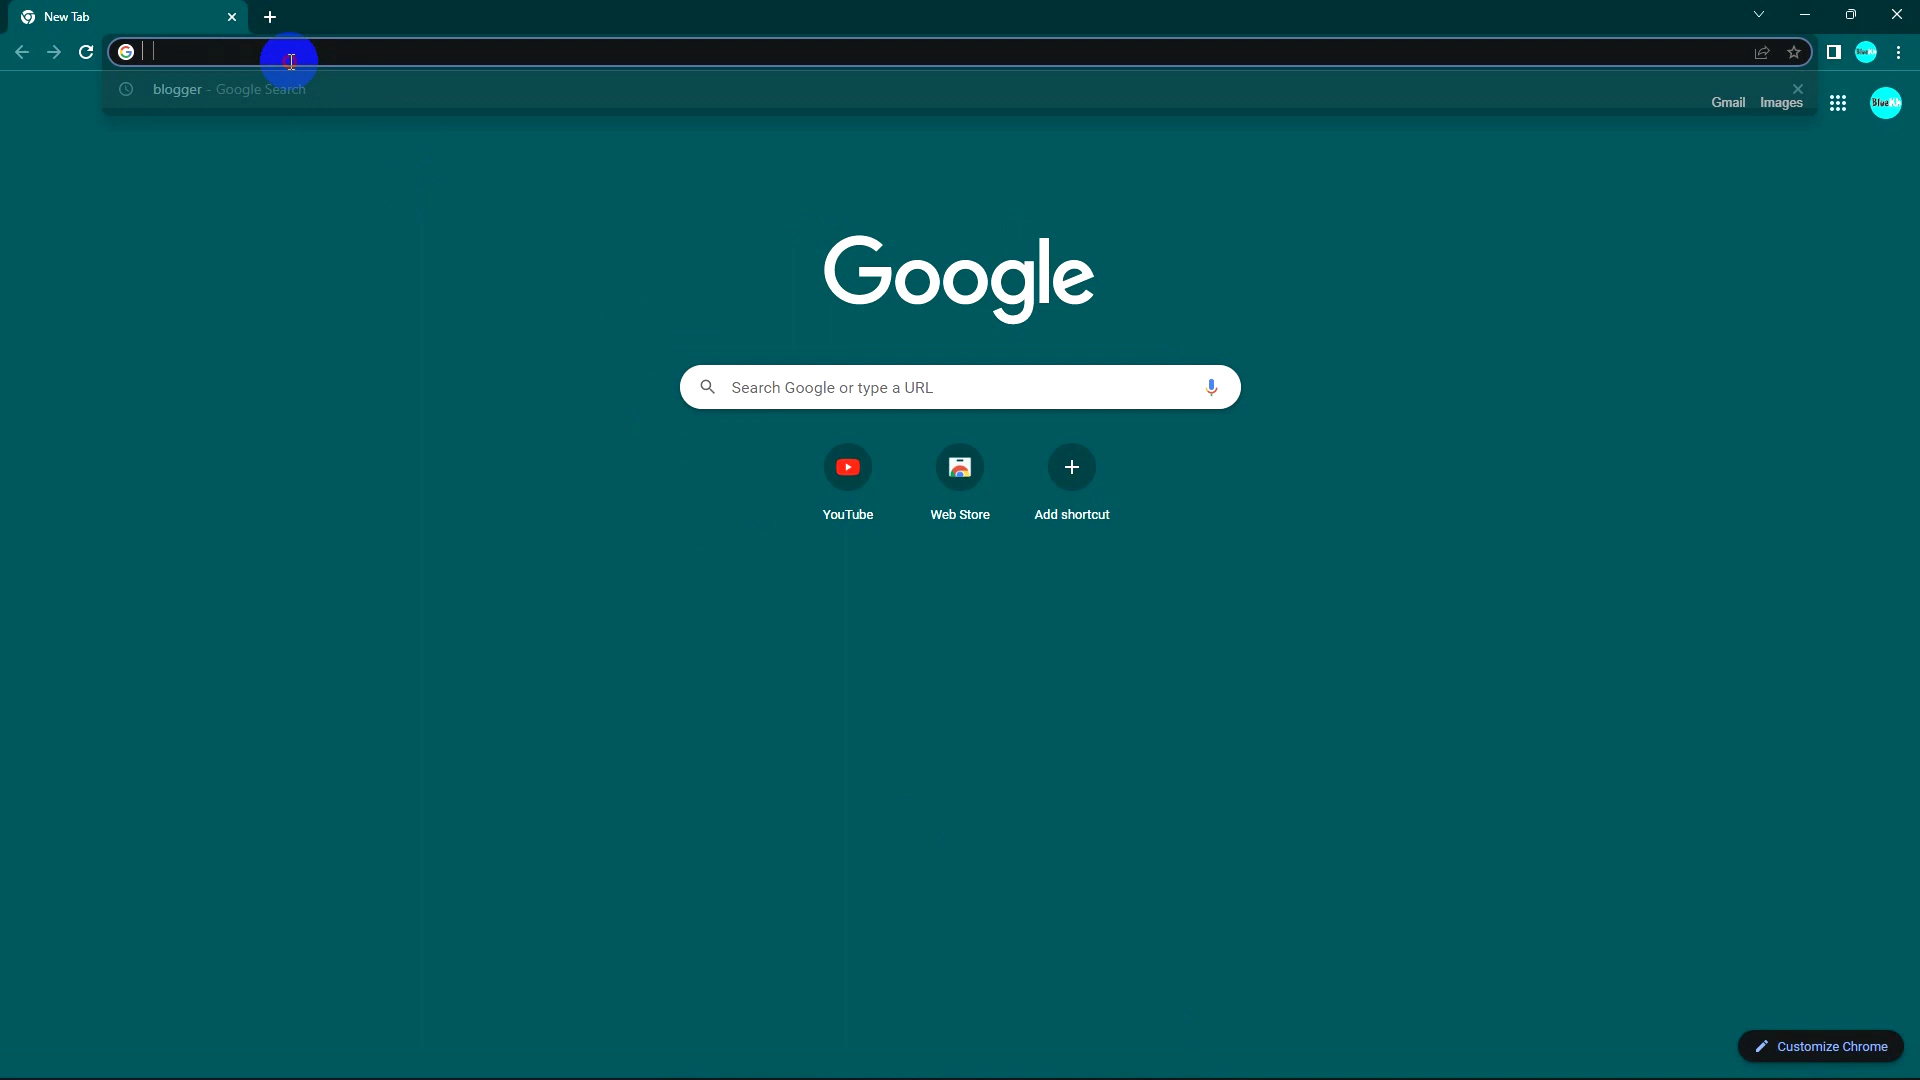 New Tab
blogger - Google Search
Gmail Images
Google
Search Google or type a URL
YouTube
Web Store
Add shortcut
Customize Chrome